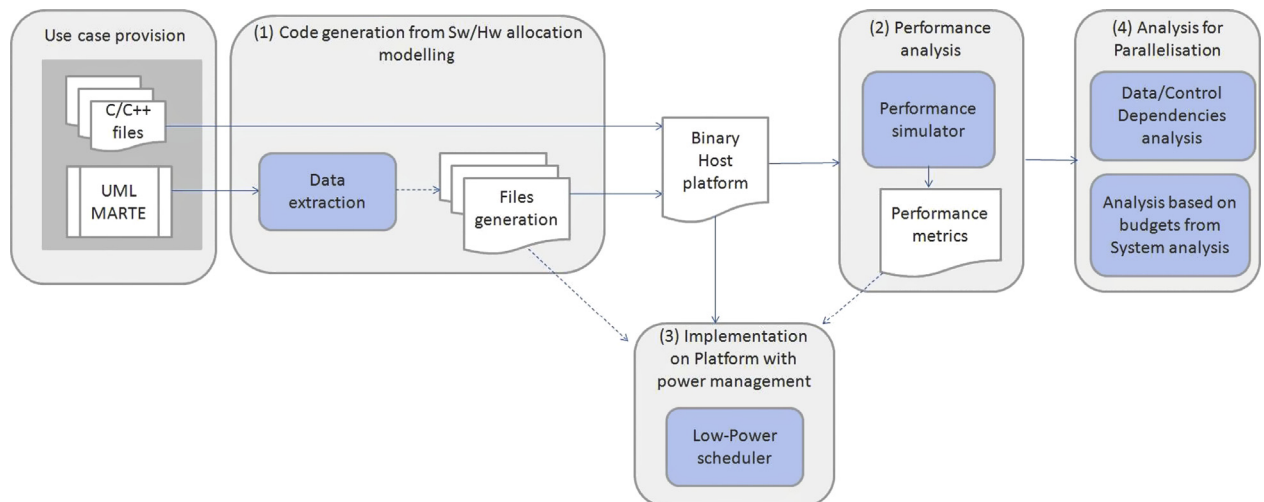 Use case provision
C/C++
files
UML
MARTE
(1) Code generation from Sw/Hw allocation
modelling
Data
extraction
Files
generation
Binary
Host
platform
(2) Performance
analysis
Performance
simulator
Performance
metrics
(4) Analysis for
Parallelisation
Data/Control
Dependencies
analysis
Analysis based on
budgets from
System analysis
(3) Implementation
on Platform with
power management
Low-Power
scheduler